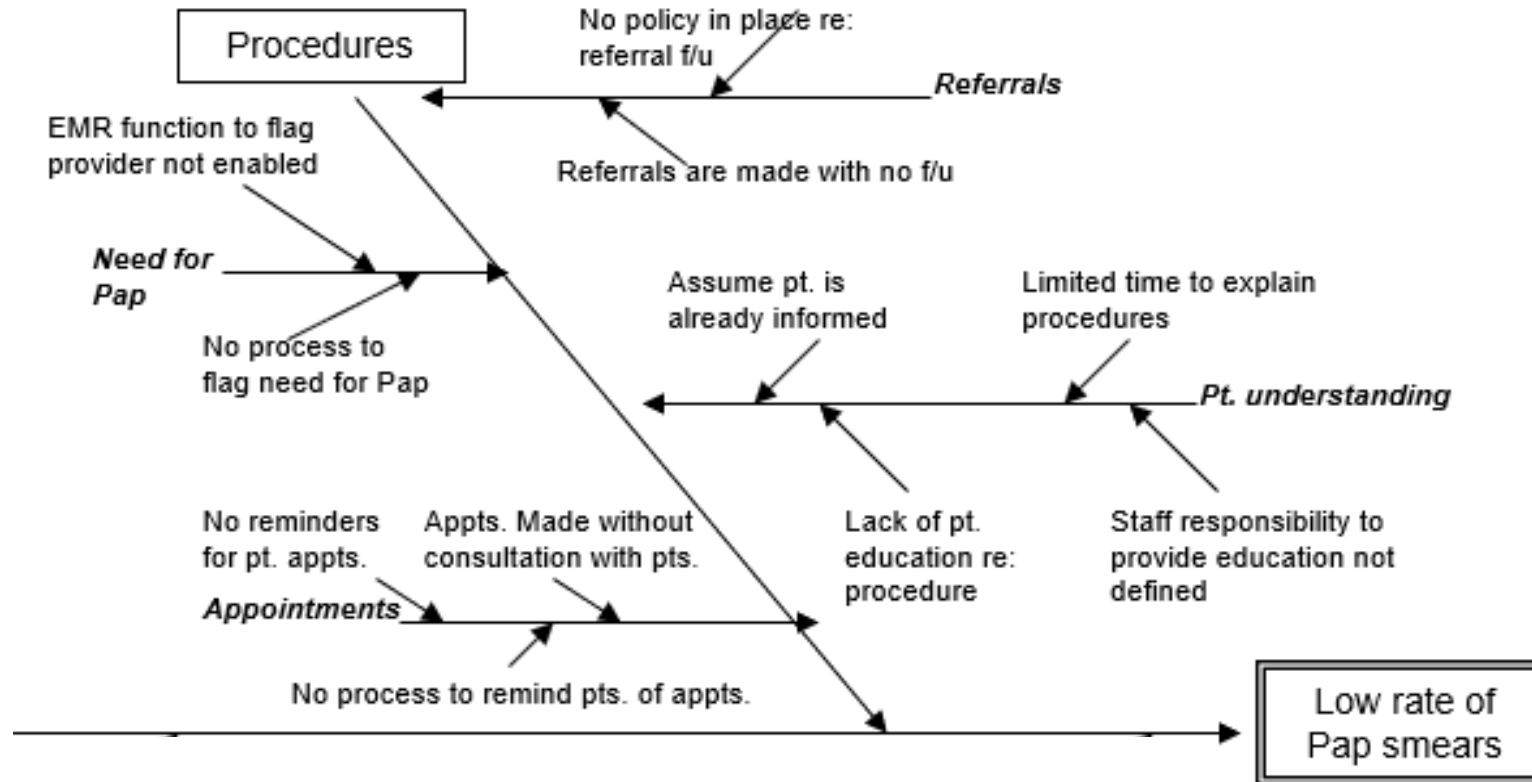 Procedures
No policy in place re:
referral f/u
Referrals
EMR function to flag
provider not enabled
Referrals are made with no f/u
Need for
Pap
No process to
flag need for Pap
Assume pt. is
already informed
Limited time to explain
procedures
Pt. understanding
No reminders
for pt. appts.
Appts. Made without
consultation with pts.
Lack of pt.
education re:
procedure
Staff responsibility to
provide education not
defined
Appointments
No process to remind pts. of appts.
Low rate of
Pap smears